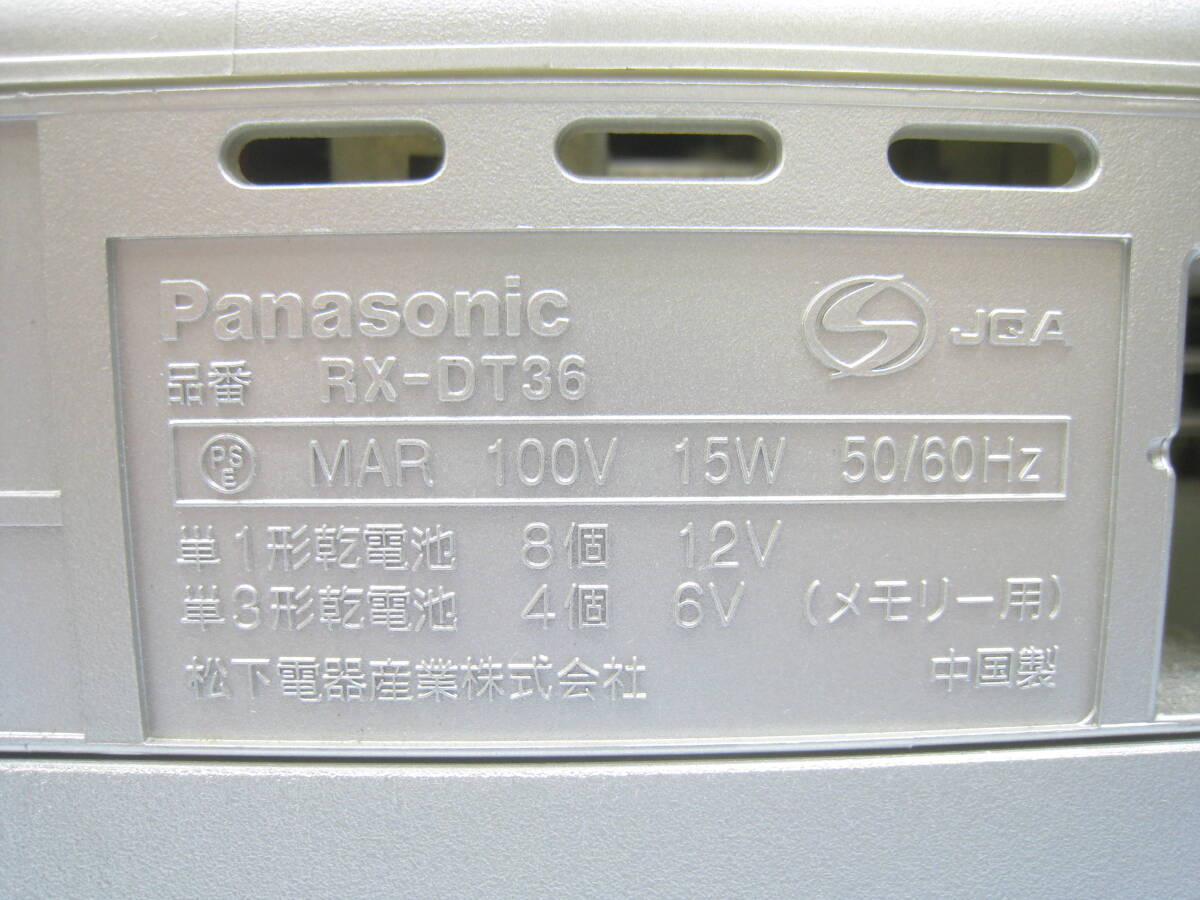 Panasonic
JQA
品番 RX-DT36
PSE MAR 100V 15W 50/60Hz
単1形乾電池 8個 12V
単3形乾電池 4個 6V (メモリー用)
松下電器産業株式会社 中国製